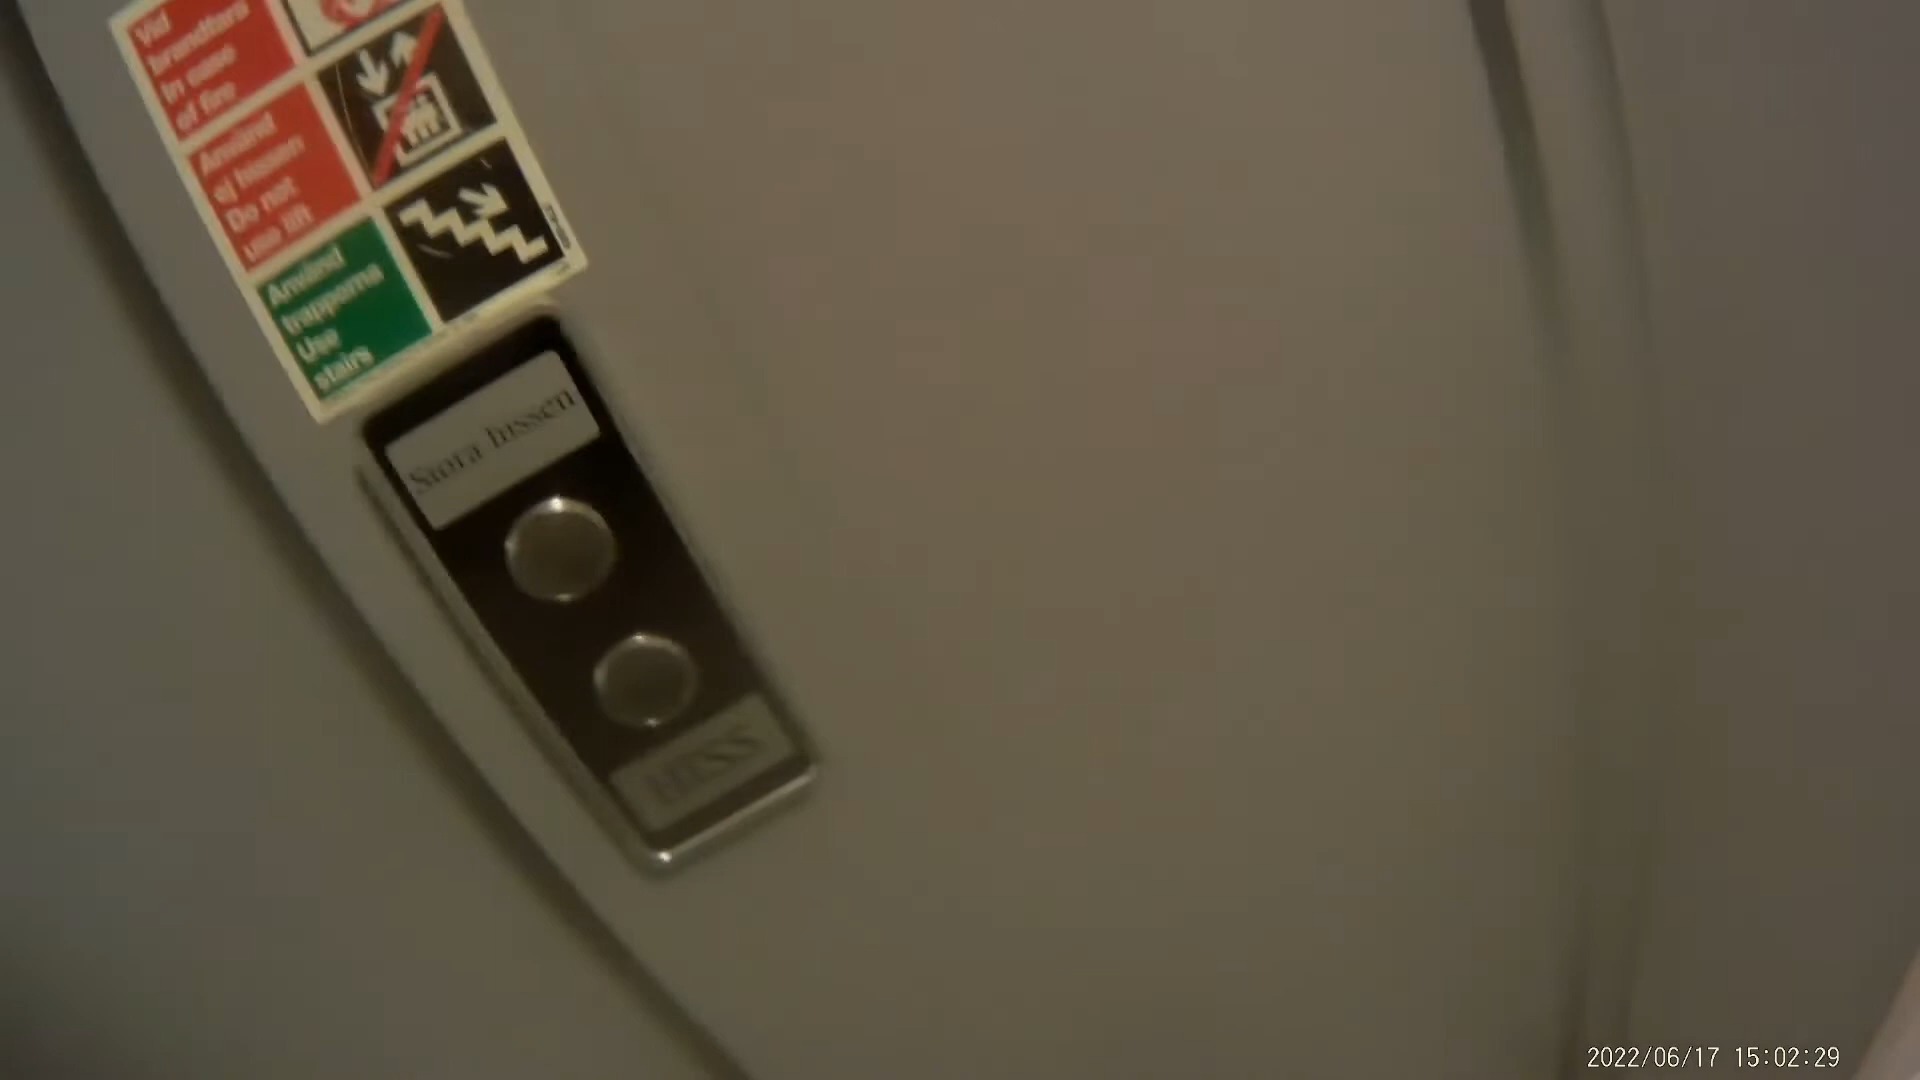 Vid
brandfara
In case
of fire
Använd
ej hissen
Do not
use lift
Använd
trapporna
Use
stairs
Stora hissen
HISS
2022/06/17 15:02:29